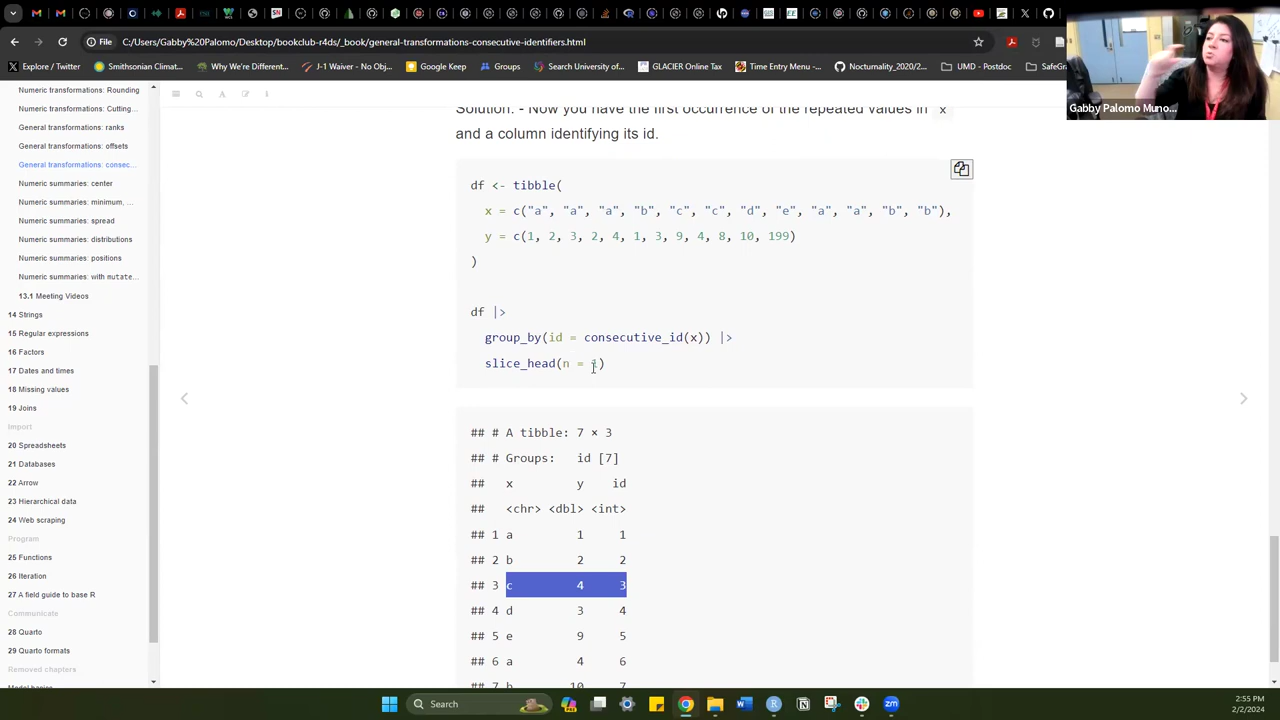 File
C:/Users/Gabby%20Palomo/Desktop/bookclub-r4ds/_book/general-transformations-consecutive-identifiers.html
Explore / Twitter
Smithsonian Climat...
Why We're Different...
J-1 Waiver - No Obj...
Google Keep
Groups
Search University of...
GLACIER Online Tax
Time Entry Menu -...
UMD - Postdoc
Nocturnality_2020/2...
Gabby Palomo Muno...
Numeric transformations: Rounding
Numeric transformations: Cutting...
General transformations: ranks
General transformations: offsets
General transformations: consec...
Numeric summaries: center
Numeric summaries: minimum, ...
Numeric summaries: spread
Numeric summaries: distributions
Numeric summaries: positions
Numeric summaries: with mutate...
13.1 Meeting Videos
14 Strings
15 Regular expressions
16 Factors
17 Dates and times
18 Missing values
19 Joins
Import
20 Spreadsheets
21 Databases
22 Arrow
23 Hierarchical data
24 Web scraping
Program
25 Functions
26 Iteration
27 A field guide to base R
Communicate
28 Quarto
29 Quarto formats
Removed chapters
Model basics
Solution: - Now you have the first occurrence of the repeated values in x
and a column identifying its id.
df <- tibble(
x = c("a", "a", "a", "b", "c", "c", "d", "e", "a", "a", "b", "b"),
y = c(1, 2, 3, 2, 4, 1, 3, 9, 4, 8, 10, 199)
)
df |>
group_by(id = consecutive_id(x)) |>
slice_head(n = 1)
## # A tibble: 7 × 3
## # Groups: id [7]
## x y id
## <chr> <dbl> <int>
## 1 a 1 1
## 2 b 2 2
## 3 c 4 3
## 4 d 3 4
## 5 e 9 5
## 6 a 4 6
## 7 b 10 7
Search
2:55 PM
2/2/2024